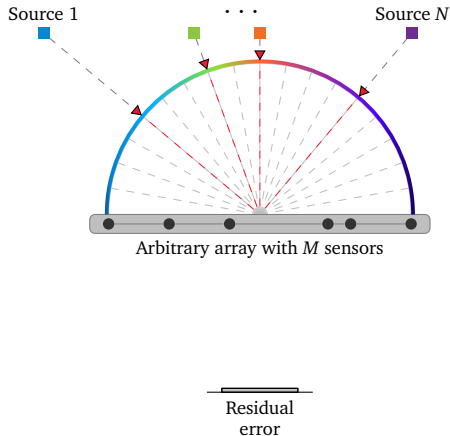 Source 1
· · ·
Source N
Arbitrary array with M sensors
Residual
error